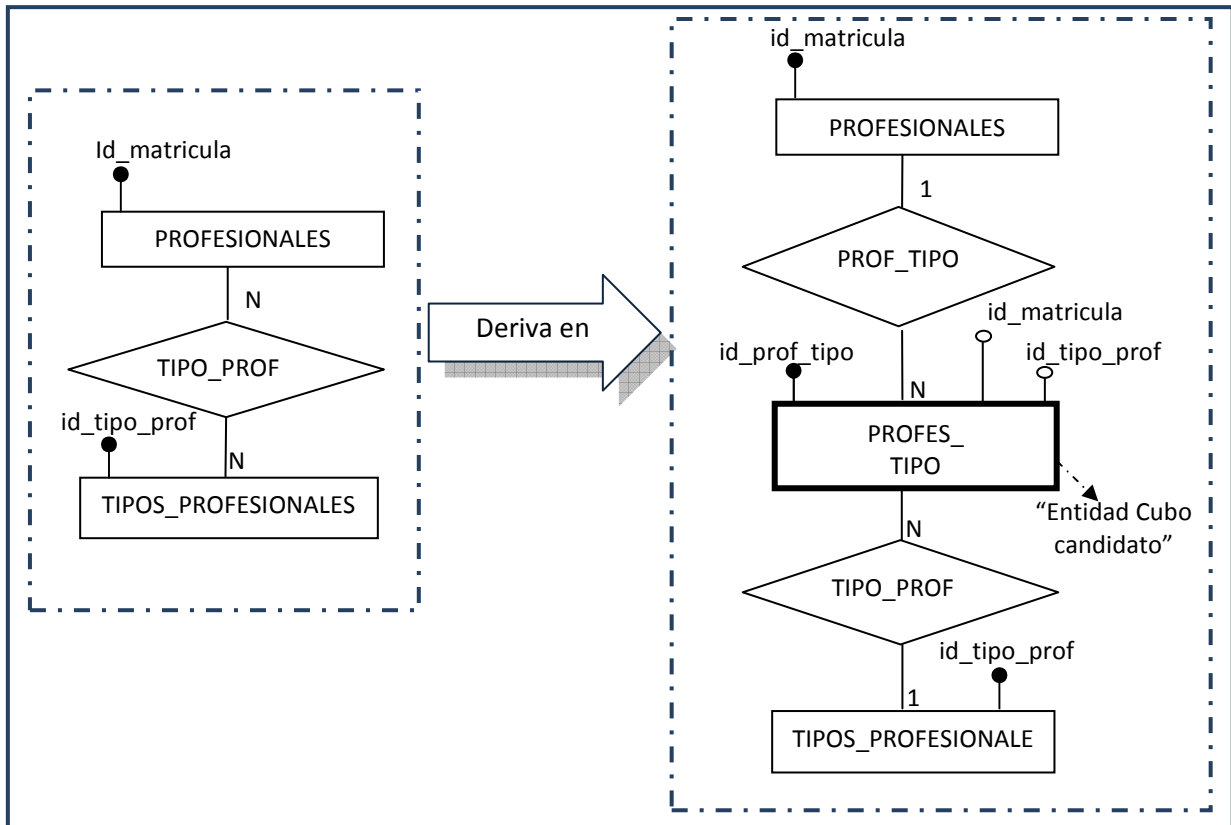 Id_matricula
PROFESIONALES
N
TIPO_PROF
id_tipo_prof
N
TIPOS_PROFESIONALES
Deriva en
id_matricula
PROFESIONALES
1
PROF_TIPO
id_matricula
id_prof_tipo
id_tipo_prof
N
PROFES_
TIPO
“Entidad Cubo
candidato”
N
TIPO_PROF
id_tipo_prof
1
TIPOS_PROFESIONALE